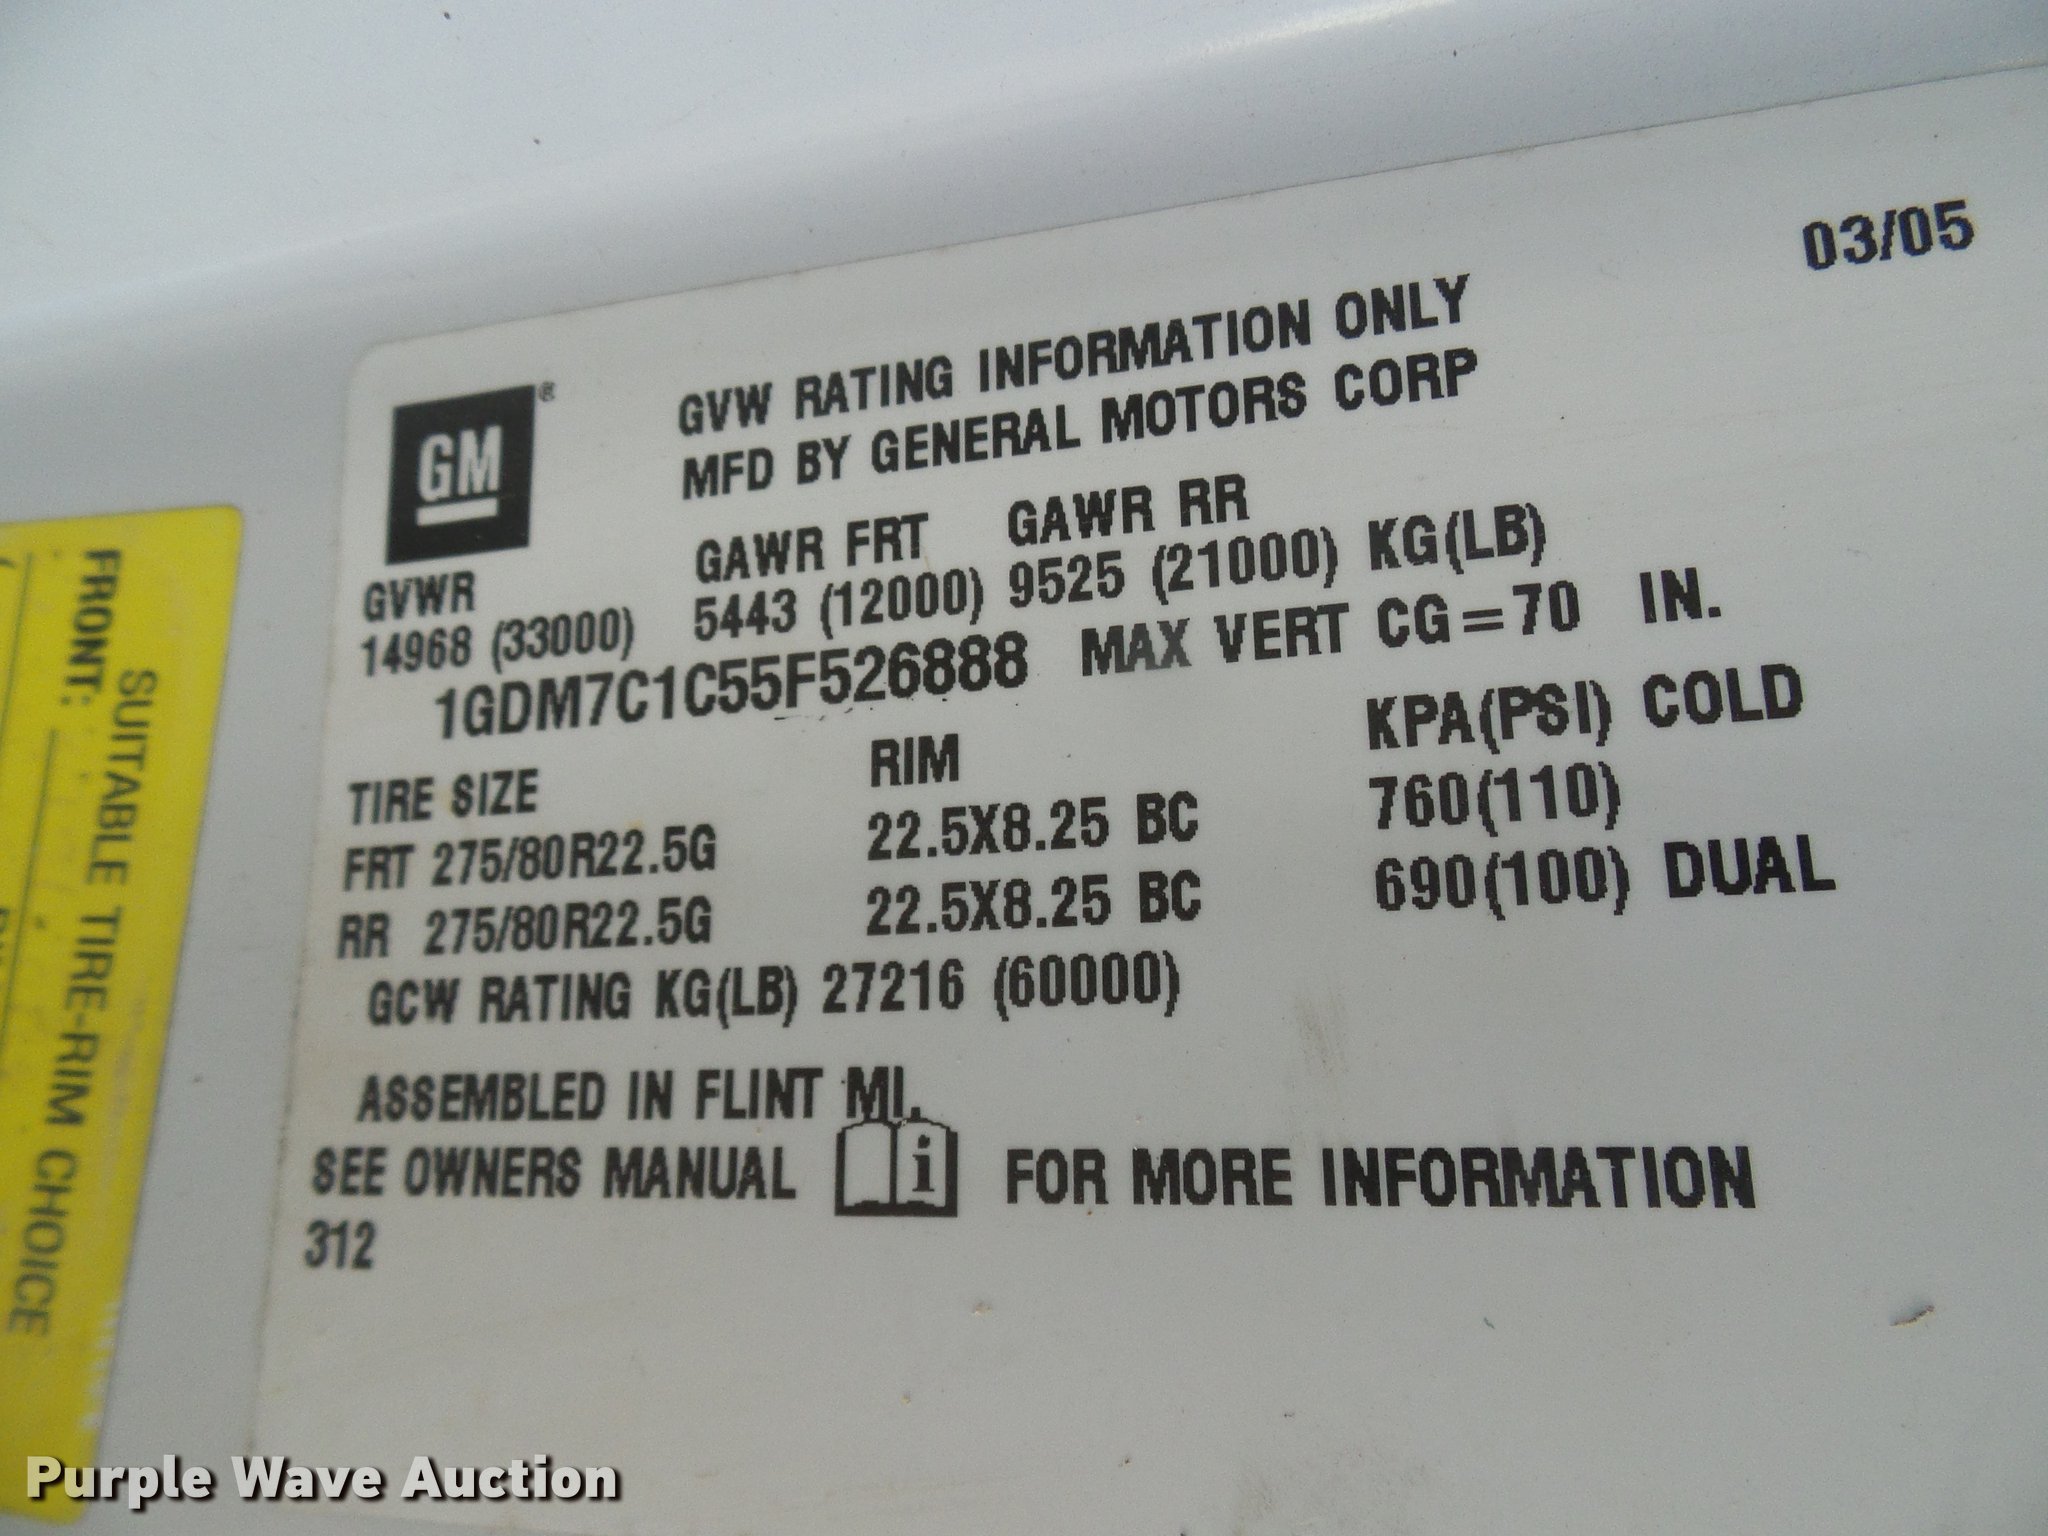 03/05
GM®
GVW RATING INFORMATION ONLY
MFD BY GENERAL MOTORS CORP
GVWR GAWR FRT GAWR RR
14968 (33000) 5443 (12000) 9525 (21000) KG(LB)
1GDM7C1C55F526888 MAX VERT CG=70 IN.
TIRE SIZE RIM KPA(PSI) COLD
FRT 275/80R22.5G 22.5X8.25 BC 760(110)
RR 275/80R22.5G 22.5X8.25 BC 690(100) DUAL
GCW RATING KG(LB) 27216 (60000)
ASSEMBLED IN FLINT MI.
SEE OWNERS MANUAL i FOR MORE INFORMATION
312
SUITABLE TIRE-RIM CHOICE
FRONT:
Purple Wave Auction